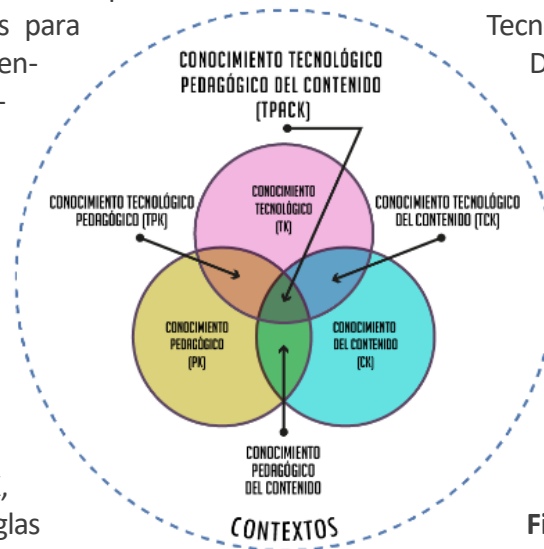 s para
en-
-
Tecn
D
CONOCIMIENTO TECNOLÓGICO
PEDAGÓGICO DEL CONTENIDO
(TPACK)
CONOCIMIENTO TECNOLÓGICO
PEDAGÓGICO (TPK)
CONOCIMIENTO
TECNOLÓGICO
(TK)
CONOCIMIENTO TECNOLÓGICO
DEL CONTENIDO (TCK)
CONOCIMIENTO
PEDAGÓGICO
(PK)
CONOCIMIENTO
DEL CONTENIDO
(CK)
CONOCIMIENTO
PEDAGÓGICO
DEL CONTENIDO
CONTEXTOS
,
glas
Fi